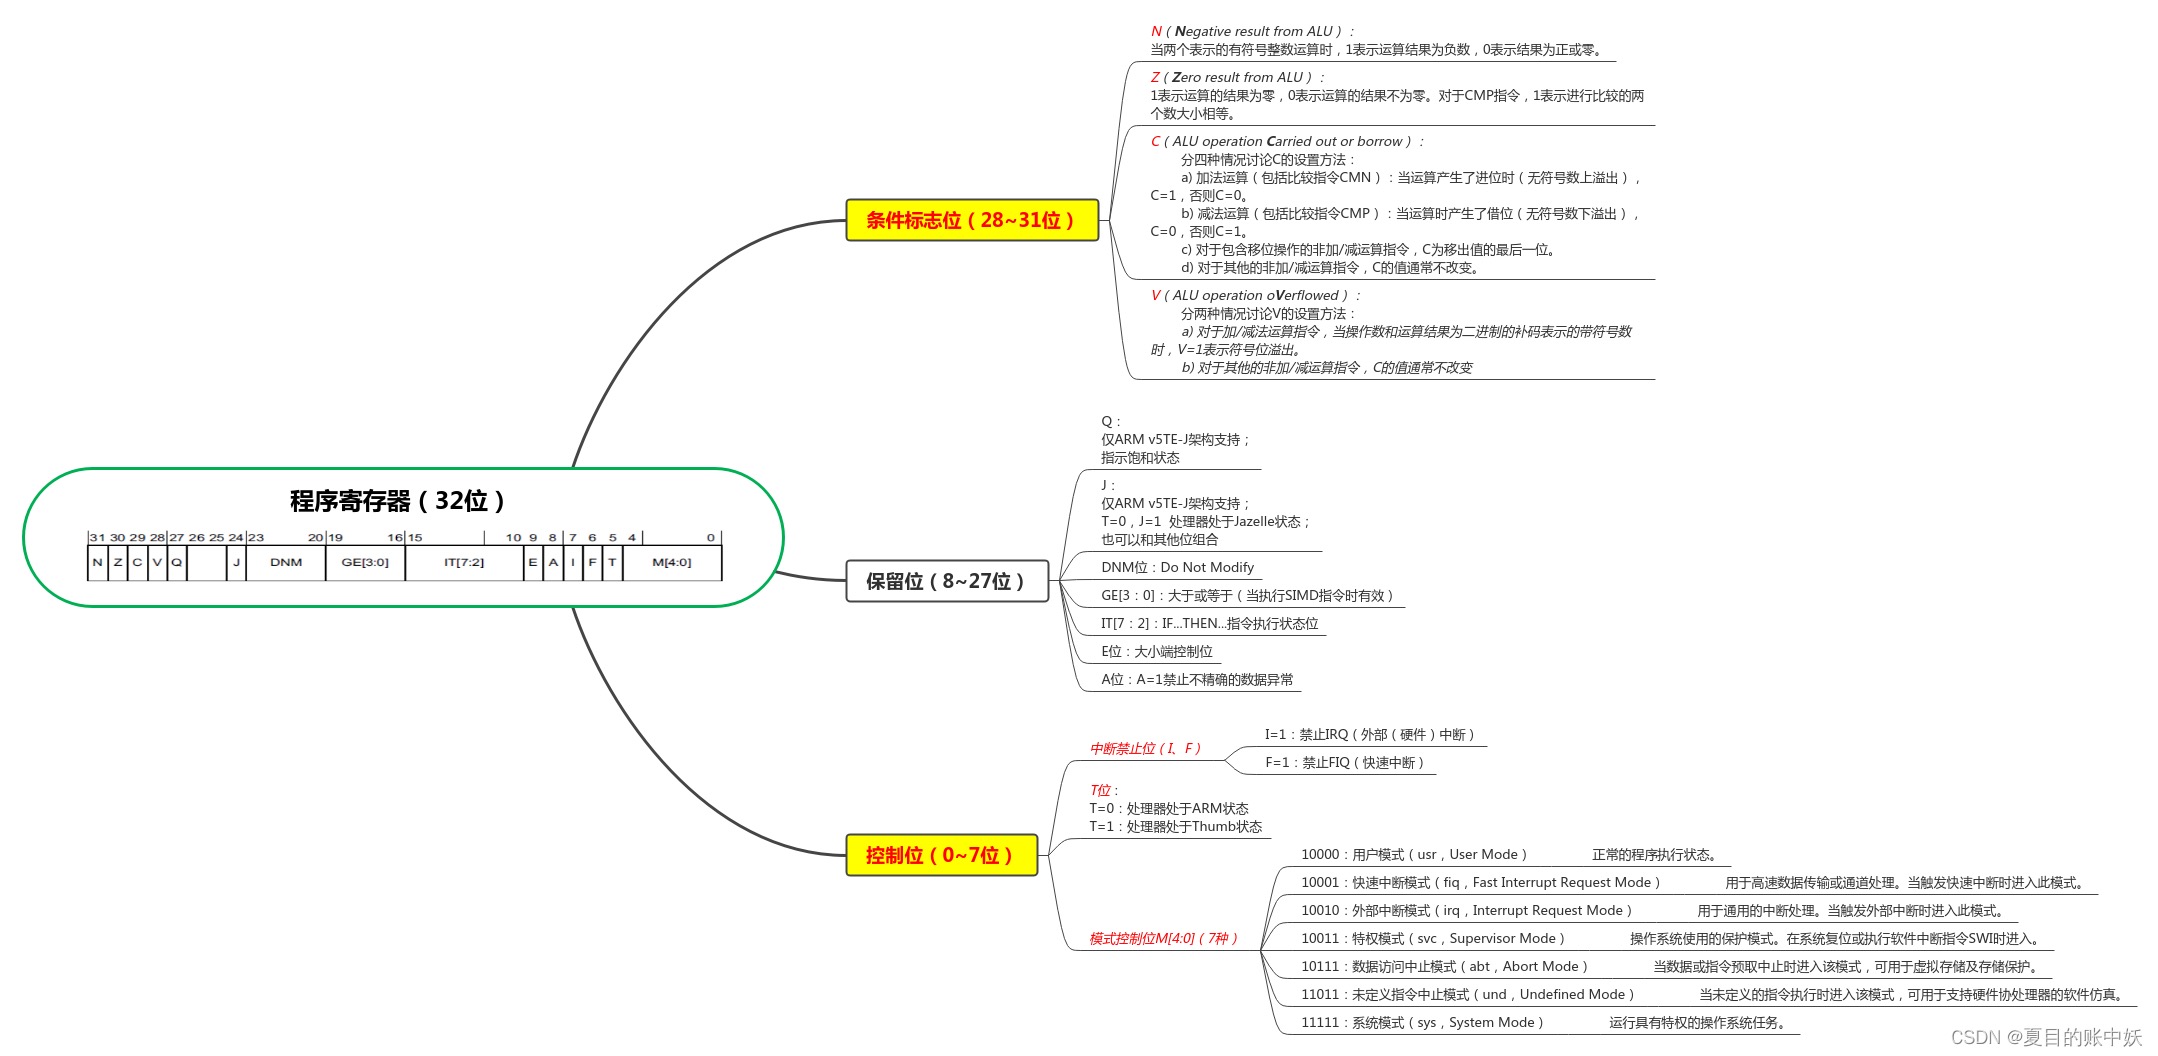 N（Negative result from ALU）：
当两个表示的有符号整数运算时，1表示运算结果为负数，0表示结果为正或零。
Z（Zero result from ALU）：
1表示运算的结果为零，0表示运算的结果不为零。对于CMP指令，1表示进行比较的两
个数大小相等。
C（ALU operation Carried out or borrow）：
分四种情况讨论C的设置方法：
a) 加法运算（包括比较指令CMN）：当运算产生了进位时（无符号数上溢出），
C=1，否则C=0。
b) 减法运算（包括比较指令CMP）：当运算时产生了借位（无符号数下溢出），
C=0，否则C=1。
c) 对于包含移位操作的非加/减运算指令，C为移出值的最后一位。
d) 对于其他的非加/减运算指令，C的值通常不改变。
V（ALU operation oVerflowed）：
分两种情况讨论V的设置方法：
a) 对于加/减法运算指令，当操作数和运算结果为二进制的补码表示的带符号数
时，V=1表示符号位溢出。
b) 对于其他的非加/减运算指令，C的值通常不改变
条件标志位（28~31位）
程序寄存器（32位）
31 30 29 28 27 26 25 24 23 20 19 16 15 10 9 8 7 6 5 4 0
N Z C V Q J DNM GE[3:0] IT[7:2] E A I F T M[4:0]
保留位（8~27位）
Q：
仅ARM v5TE-J架构支持；
指示饱和状态
J：
仅ARM v5TE-J架构支持；
T=0，J=1 处理器处于Jazelle状态；
也可以和其他位组合
DNM位：Do Not Modify
GE[3：0]：大于或等于（当执行SIMD指令时有效）
IT[7：2]：IF...THEN...指令执行状态位
E位：大小端控制位
A位：A=1禁止不精确的数据异常
控制位（0~7位）
中断禁止位（I、F）
I=1：禁止IRQ（外部（硬件）中断）
F=1：禁止FIQ（快速中断）
T位：
T=0：处理器处于ARM状态
T=1：处理器处于Thumb状态
模式控制位M[4:0]（7种）
10000：用户模式（usr，User Mode） 正常的程序执行状态。
10001：快速中断模式（fiq，Fast Interrupt Request Mode） 用于高速数据传输或通道处理。当触发快速中断时进入此模式。
10010：外部中断模式（irq，Interrupt Request Mode） 用于通用的中断处理。当触发外部中断时进入此模式。
10011：特权模式（svc，Supervisor Mode） 操作系统使用的保护模式。在系统复位或执行软件中断指令SWI时进入。
10111：数据访问中止模式（abt，Abort Mode） 当数据或指令预取中止时进入该模式，可用于虚拟存储及存储保护。
11011：未定义指令中止模式（und，Undefined Mode） 当未定义的指令执行时进入该模式，可用于支持硬件协处理器的软件仿真。
11111：系统模式（sys，System Mode） 运行具有特权的操作系统任务。
CSDN @夏目的账中妖